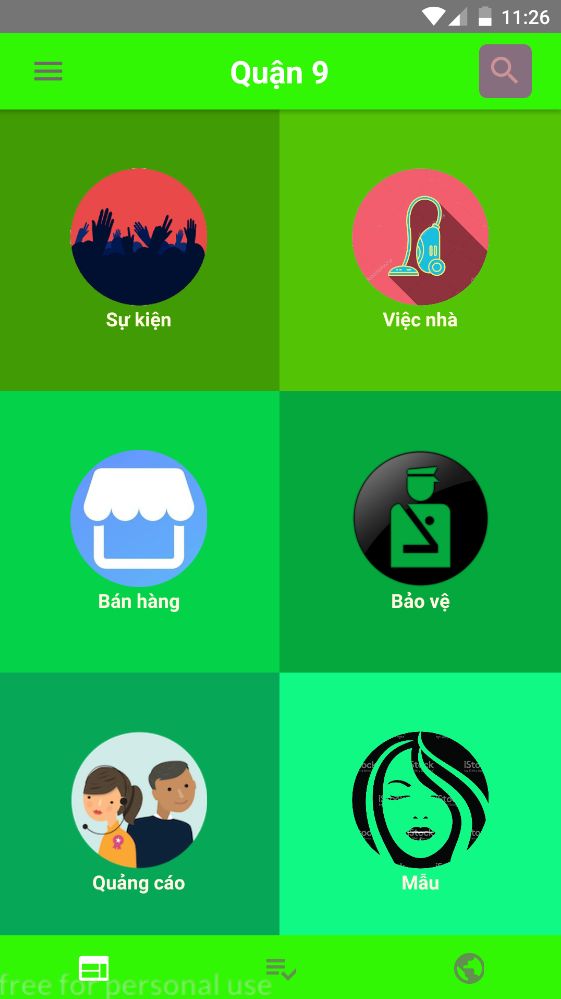 11:26
Quận 9
Sự kiện
Việc nhà
Bán hàng
Bảo vệ
Quảng cáo
iStock
Mẫu
free for personal use